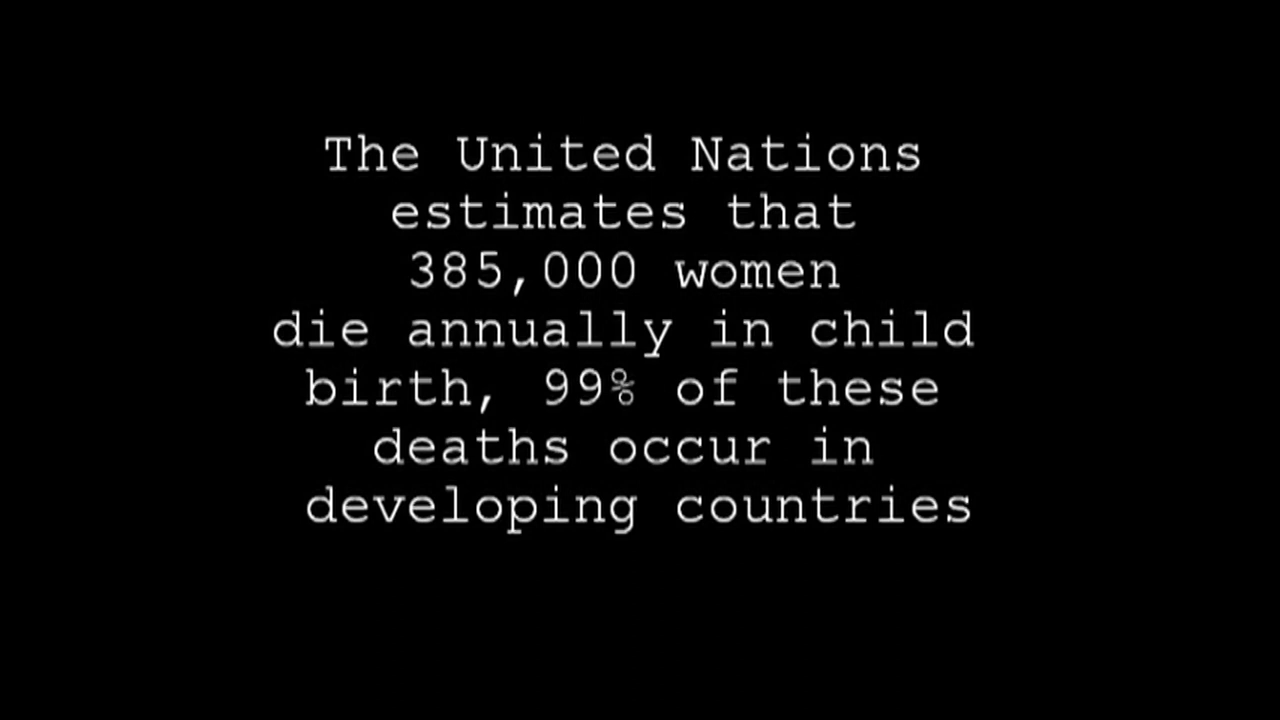 The United Nations
estimates that
385,000 women
die annually in child
birth, 99% of these
deaths occur in
developing countries